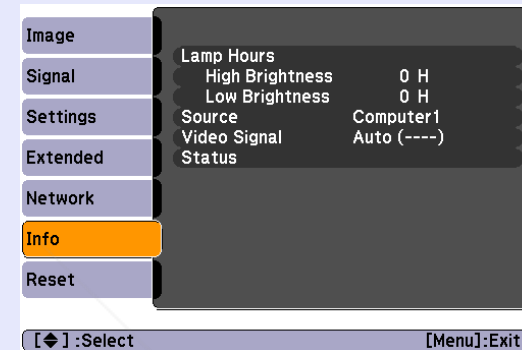 Image
Signal
Settings
Extended
Network
Info
Reset
Lamp Hours
High Brightness 0 H
Low Brightness 0 H
Source Computer1
Video Signal Auto (----)
Status
[◆] :Select [Menu]:Exit